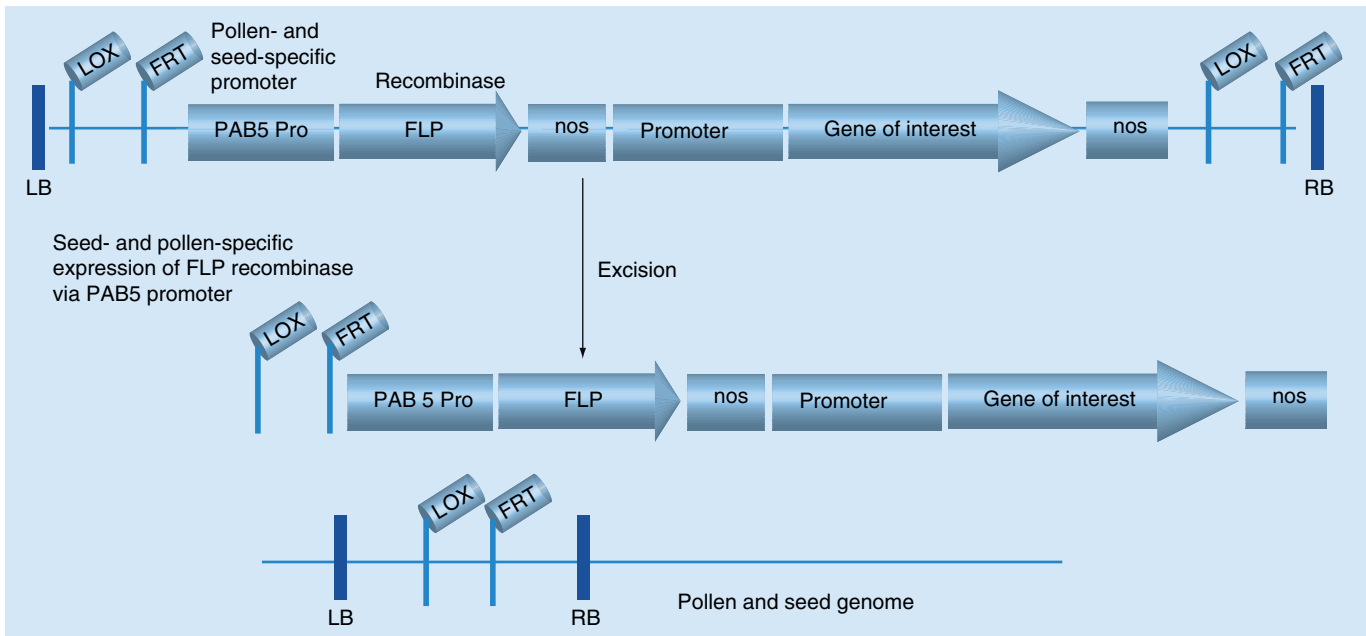 LOX
FRT
Pollen- and
seed-specific
promoter
Recombinase
LOX
FRT
PAB5 Pro
FLP
nos
Promoter
Gene of interest
nos
LB
RB
Seed- and pollen-specific
expression of FLP recombinase
via PAB5 promoter
Excision
LOX
FRT
PAB 5 Pro
FLP
nos
Promoter
Gene of interest
nos
LOX
FRT
LB
RB
Pollen and seed genome